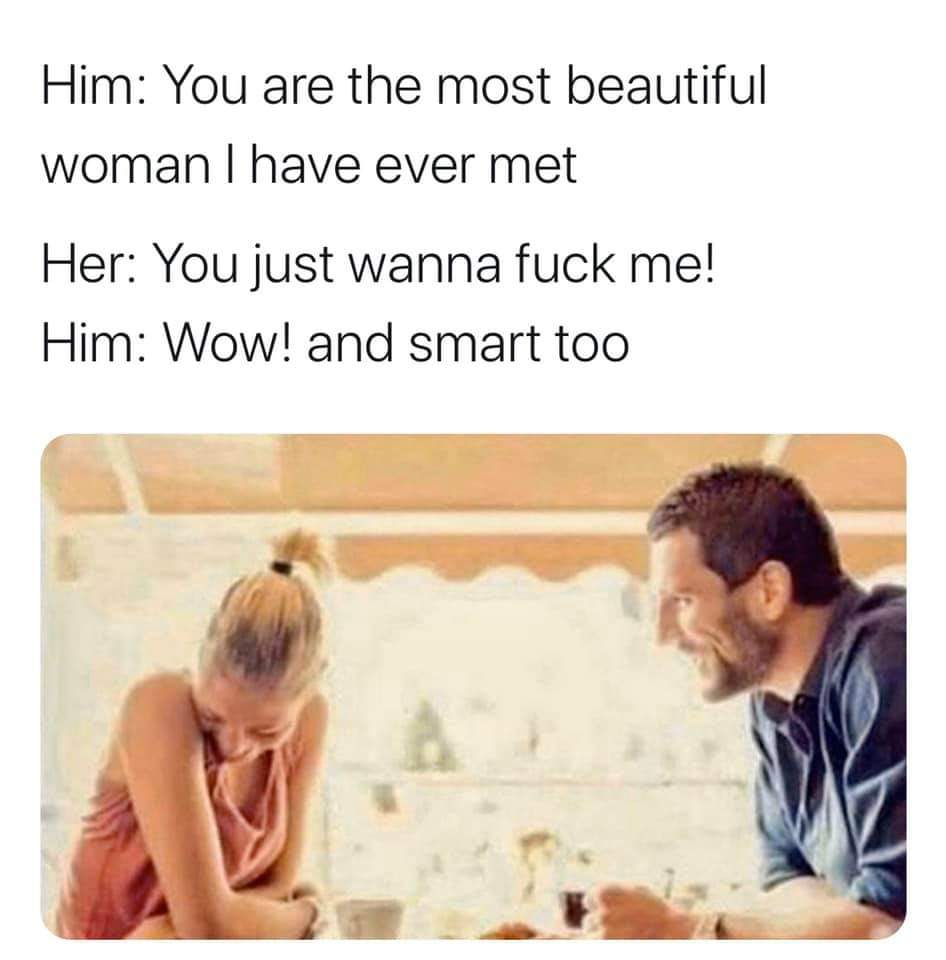 Him: You are the most beautiful
woman I have ever met
Her: You just wanna fuck me!
Him: Wow! and smart too